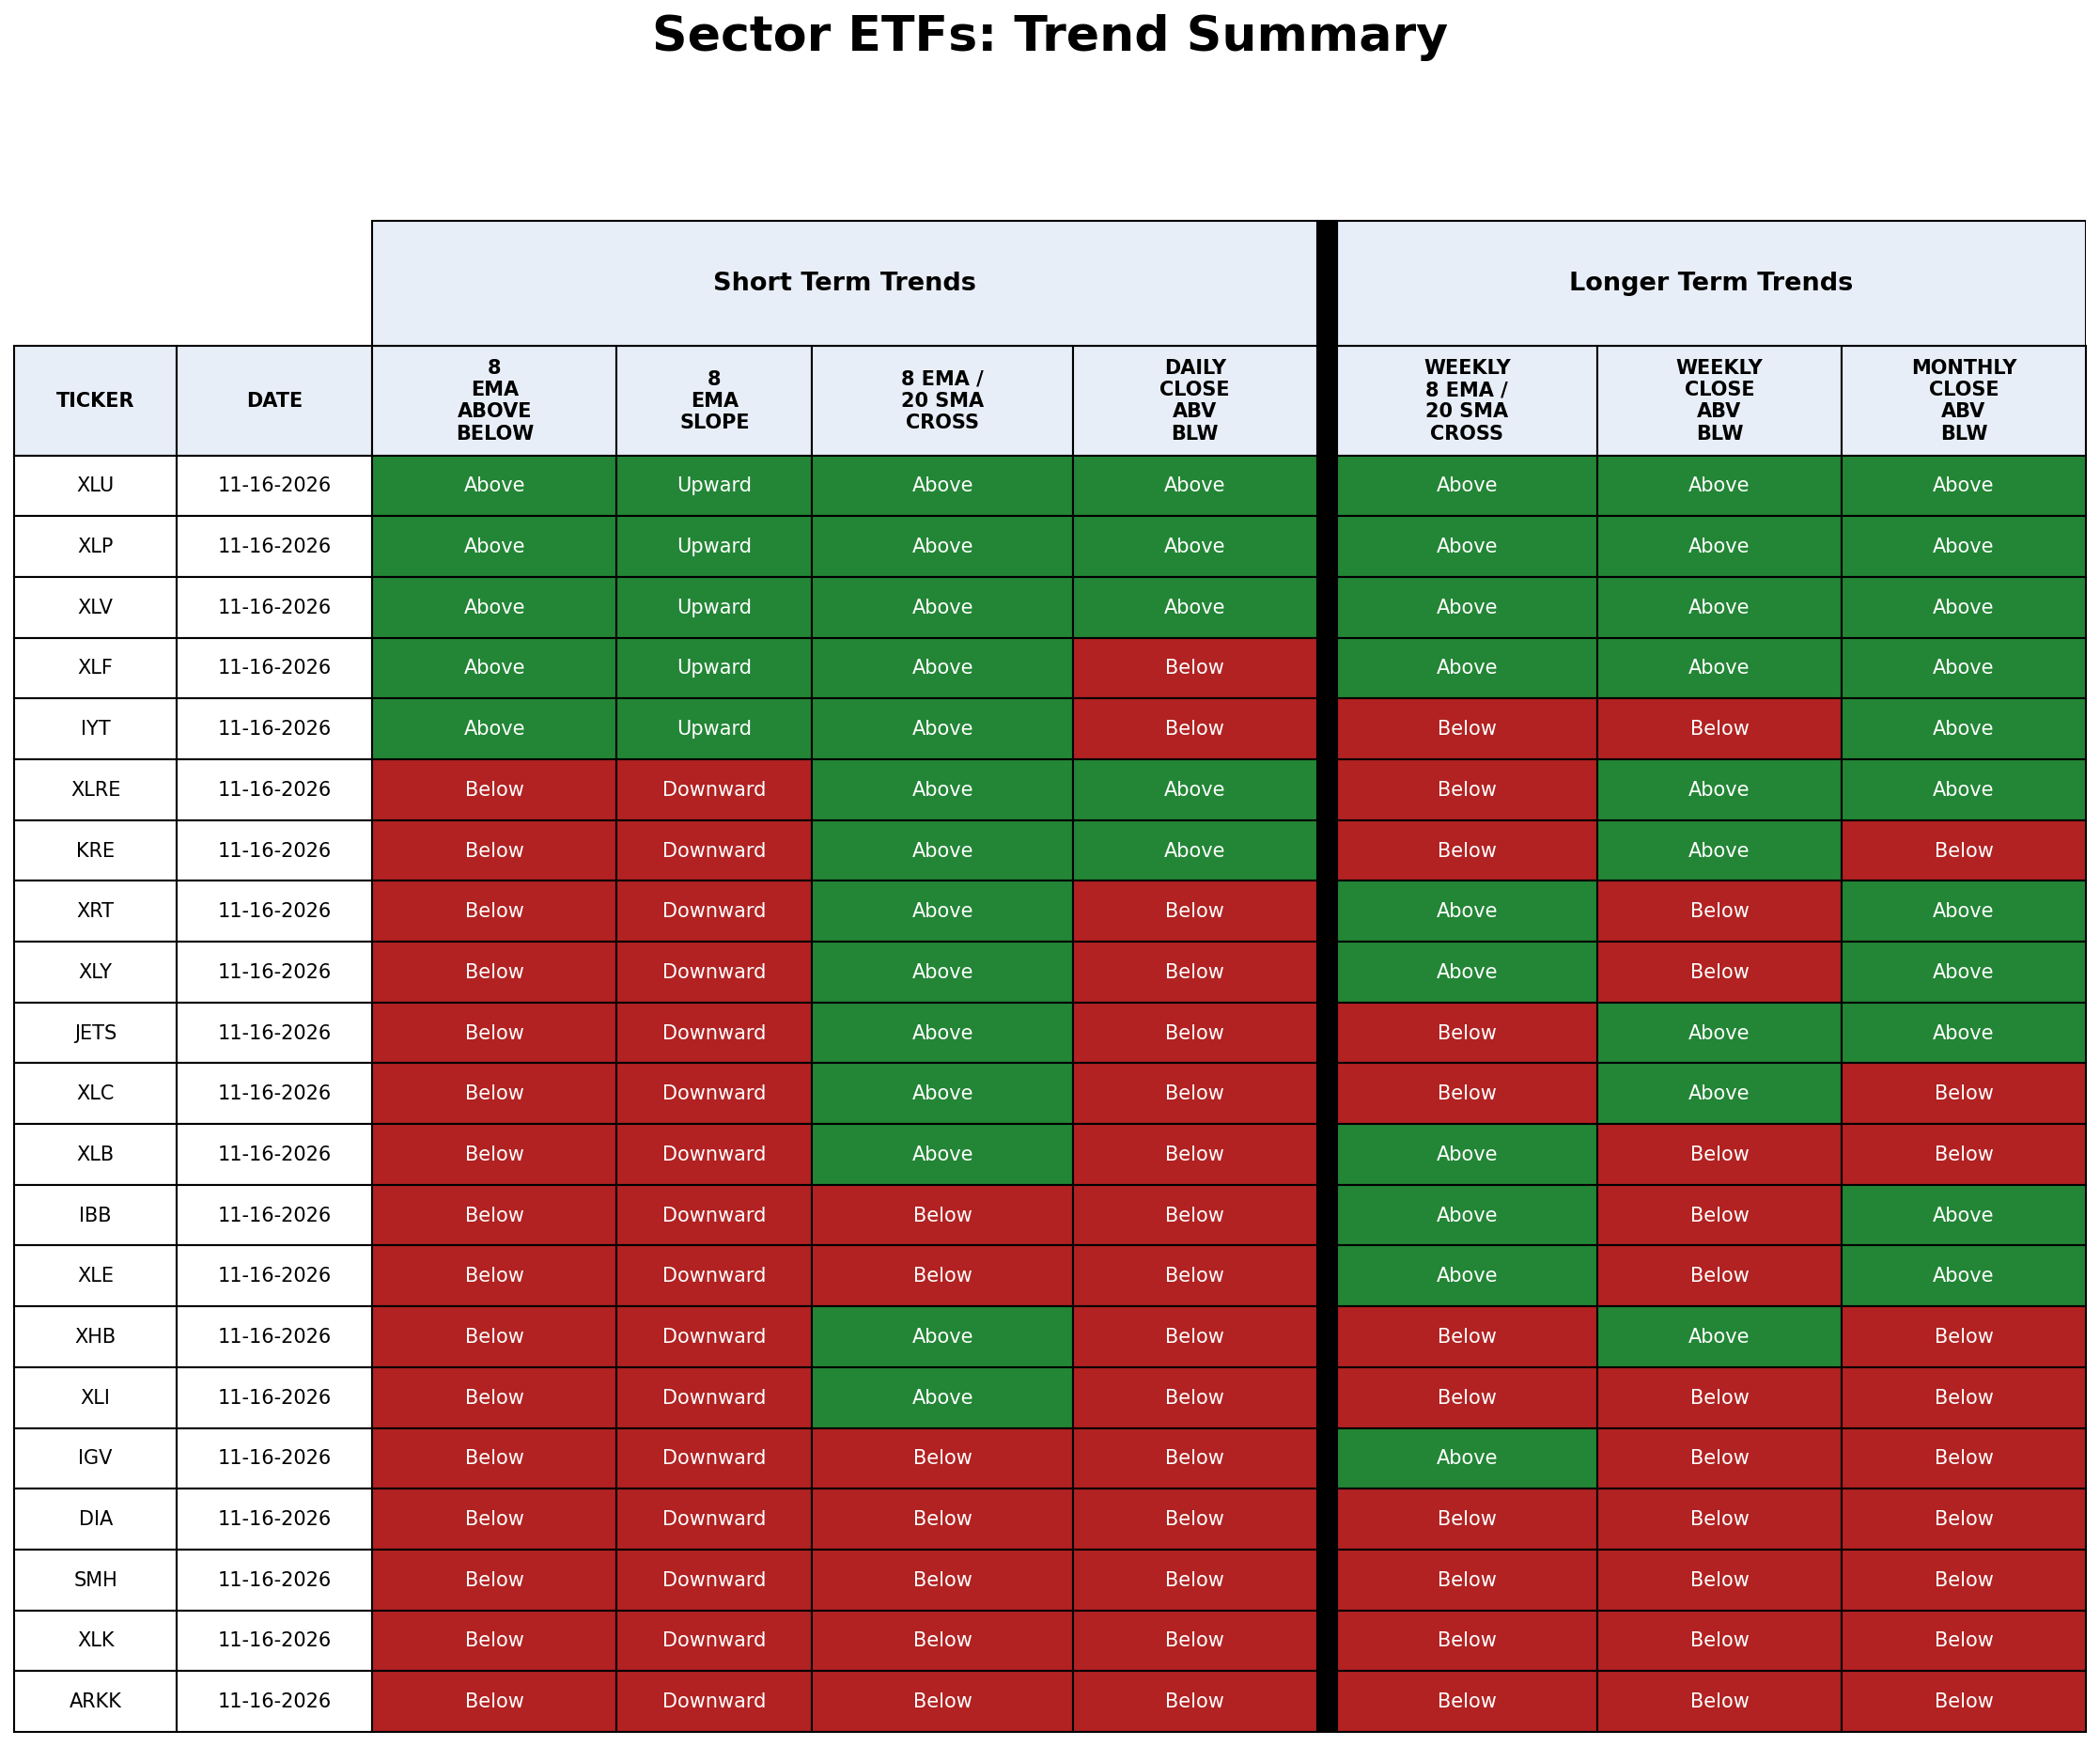 Sector ETFs: Trend Summary
Short Term Trends Longer Term Trends
TICKER DATE 8 EMA ABOVE BELOW 8 EMA SLOPE 8 EMA / 20 SMA CROSS DAILY CLOSE ABV BLW WEEKLY 8 EMA / 20 SMA CROSS WEEKLY CLOSE ABV BLW MONTHLY CLOSE ABV BLW
XLU 11-16-2026 Above Upward Above Above Above Above Above
XLP 11-16-2026 Above Upward Above Above Above Above Above
XLV 11-16-2026 Above Upward Above Above Above Above Above
XLF 11-16-2026 Above Upward Above Below Above Above Above
IYT 11-16-2026 Above Upward Above Below Below Below Above
XLRE 11-16-2026 Below Downward Above Above Below Above Above
KRE 11-16-2026 Below Downward Above Above Below Above Below
XRT 11-16-2026 Below Downward Above Below Above Below Above
XLY 11-16-2026 Below Downward Above Below Above Below Above
JETS 11-16-2026 Below Downward Above Below Below Above Above
XLC 11-16-2026 Below Downward Above Below Below Above Below
XLB 11-16-2026 Below Downward Above Below Above Below Below
IBB 11-16-2026 Below Downward Below Below Above Below Above
XLE 11-16-2026 Below Downward Below Below Above Below Above
XHB 11-16-2026 Below Downward Above Below Below Above Below
XLI 11-16-2026 Below Downward Above Below Below Below Below
IGV 11-16-2026 Below Downward Below Below Above Below Below
DIA 11-16-2026 Below Downward Below Below Below Below Below
SMH 11-16-2026 Below Downward Below Below Below Below Below
XLK 11-16-2026 Below Downward Below Below Below Below Below
ARKK 11-16-2026 Below Downward Below Below Below Below Below